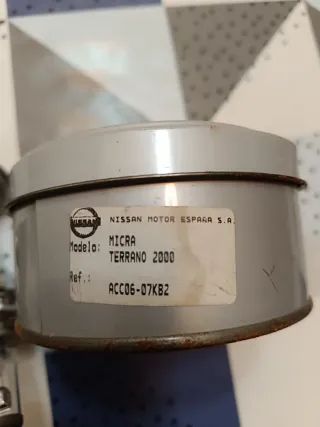 NISSAN
NISSAN MOTOR ESPAÑA S.A.
Modelo: MICRA
TERRANO 2000
Ref.: ACC06-07KB2